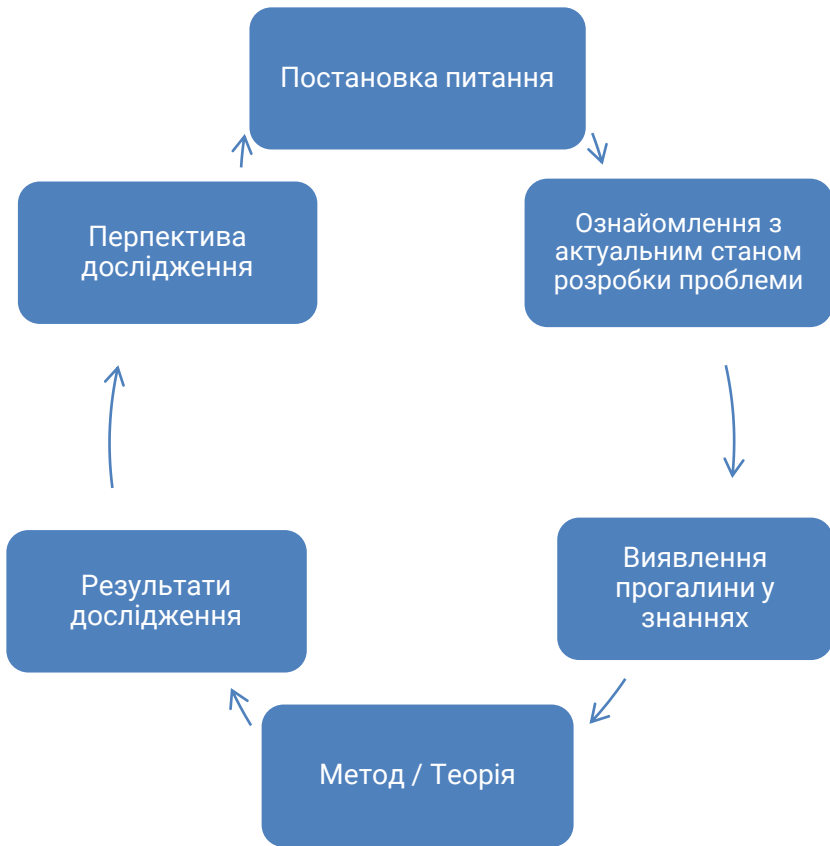 Постановка питання
Ознайомлення з
актуальним станом
розробки проблеми
Виявлення
прогалини у
знаннях
Метод / Теорія
Результати
дослідження
Перпектива
дослідження